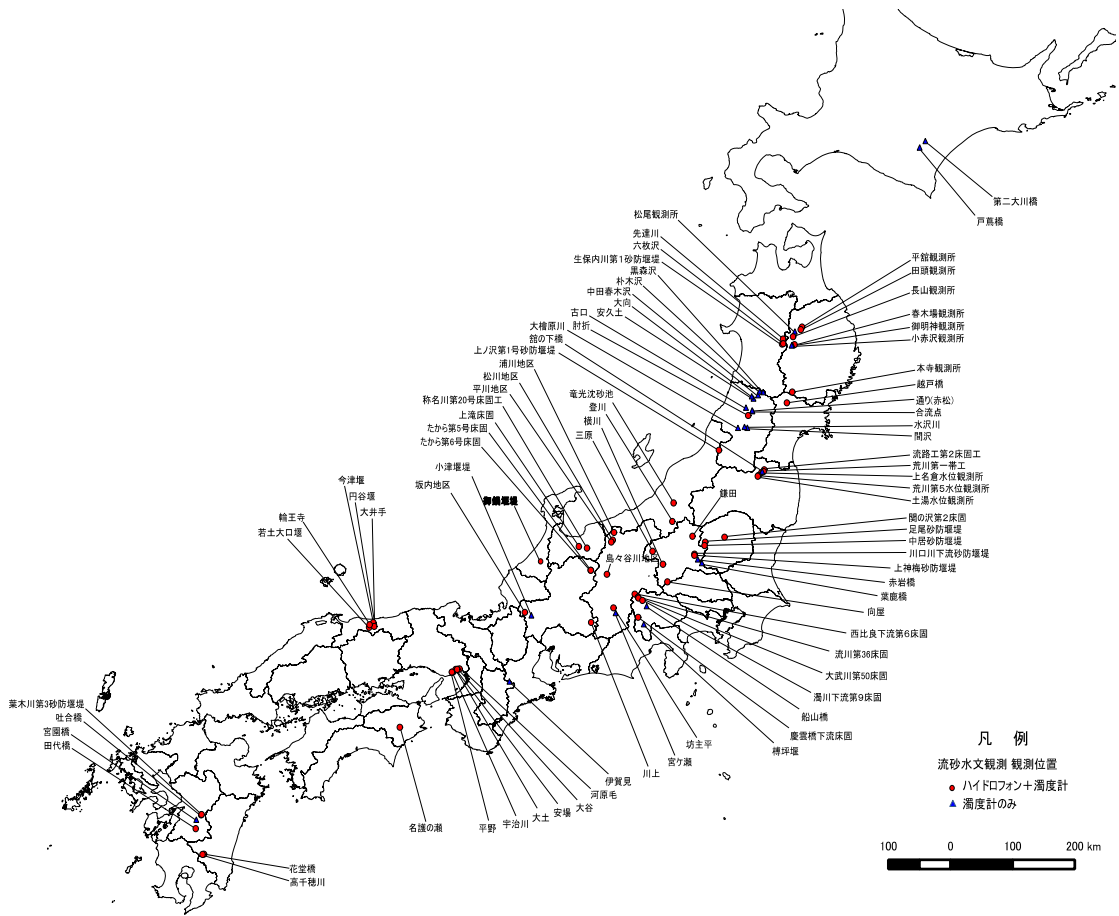 第二大川橋
戸蔦橋
松尾観測所
先達川
六枚沢
生保内川第1砂防堰堤
黒森沢
朴木沢
中田春木沢
大向
古口
安久土
大檜原川
肘折
舘の下橋
上ノ沢第1号砂防堰堤
浦川地区
松川地区
平川地区
称名川第20号床固工
上滝床固
たから第5号床固
たから第6号床固
小津堰堤
坂内地区
御鍋堰堤
竜光沈砂池
登川
横川
三原
平舘観測所
田頭観測所
長山観測所
春木場観測所
御明神観測所
小赤沢観測所
本寺観測所
越戸橋
通り(赤松)
合流点
水沢川
間沢
流路工第2床固工
荒川第一帯工
上名倉水位観測所
荒川第5水位観測所
土湯水位観測所
鎌田
関の沢第2床固
足尾砂防堰堤
中居砂防堰堤
川口川下流砂防堰堤
上神梅砂防堰堤
赤岩橋
葉鹿橋
向屋
島々谷川地区
西比良下流第6床固
流川第36床固
大武川第50床固
濁川下流第9床固
船山橋
慶雲橋下流床固
樽坪堰
坊主平
宮ケ瀬
川上
今津堰
円谷堰
大井手
輪王寺
若土大口堰
伊賀見
河原毛
大谷
安場
大土
宇治川
平野
名護の瀬
葉木川第3砂防堰堤
吐合橋
宮園橋
田代橋
花堂橋
高千穂川
凡 例
流砂水文観測 観測位置
ハイドロフォン+濁度計
濁度計のみ
100 0 100 200 km